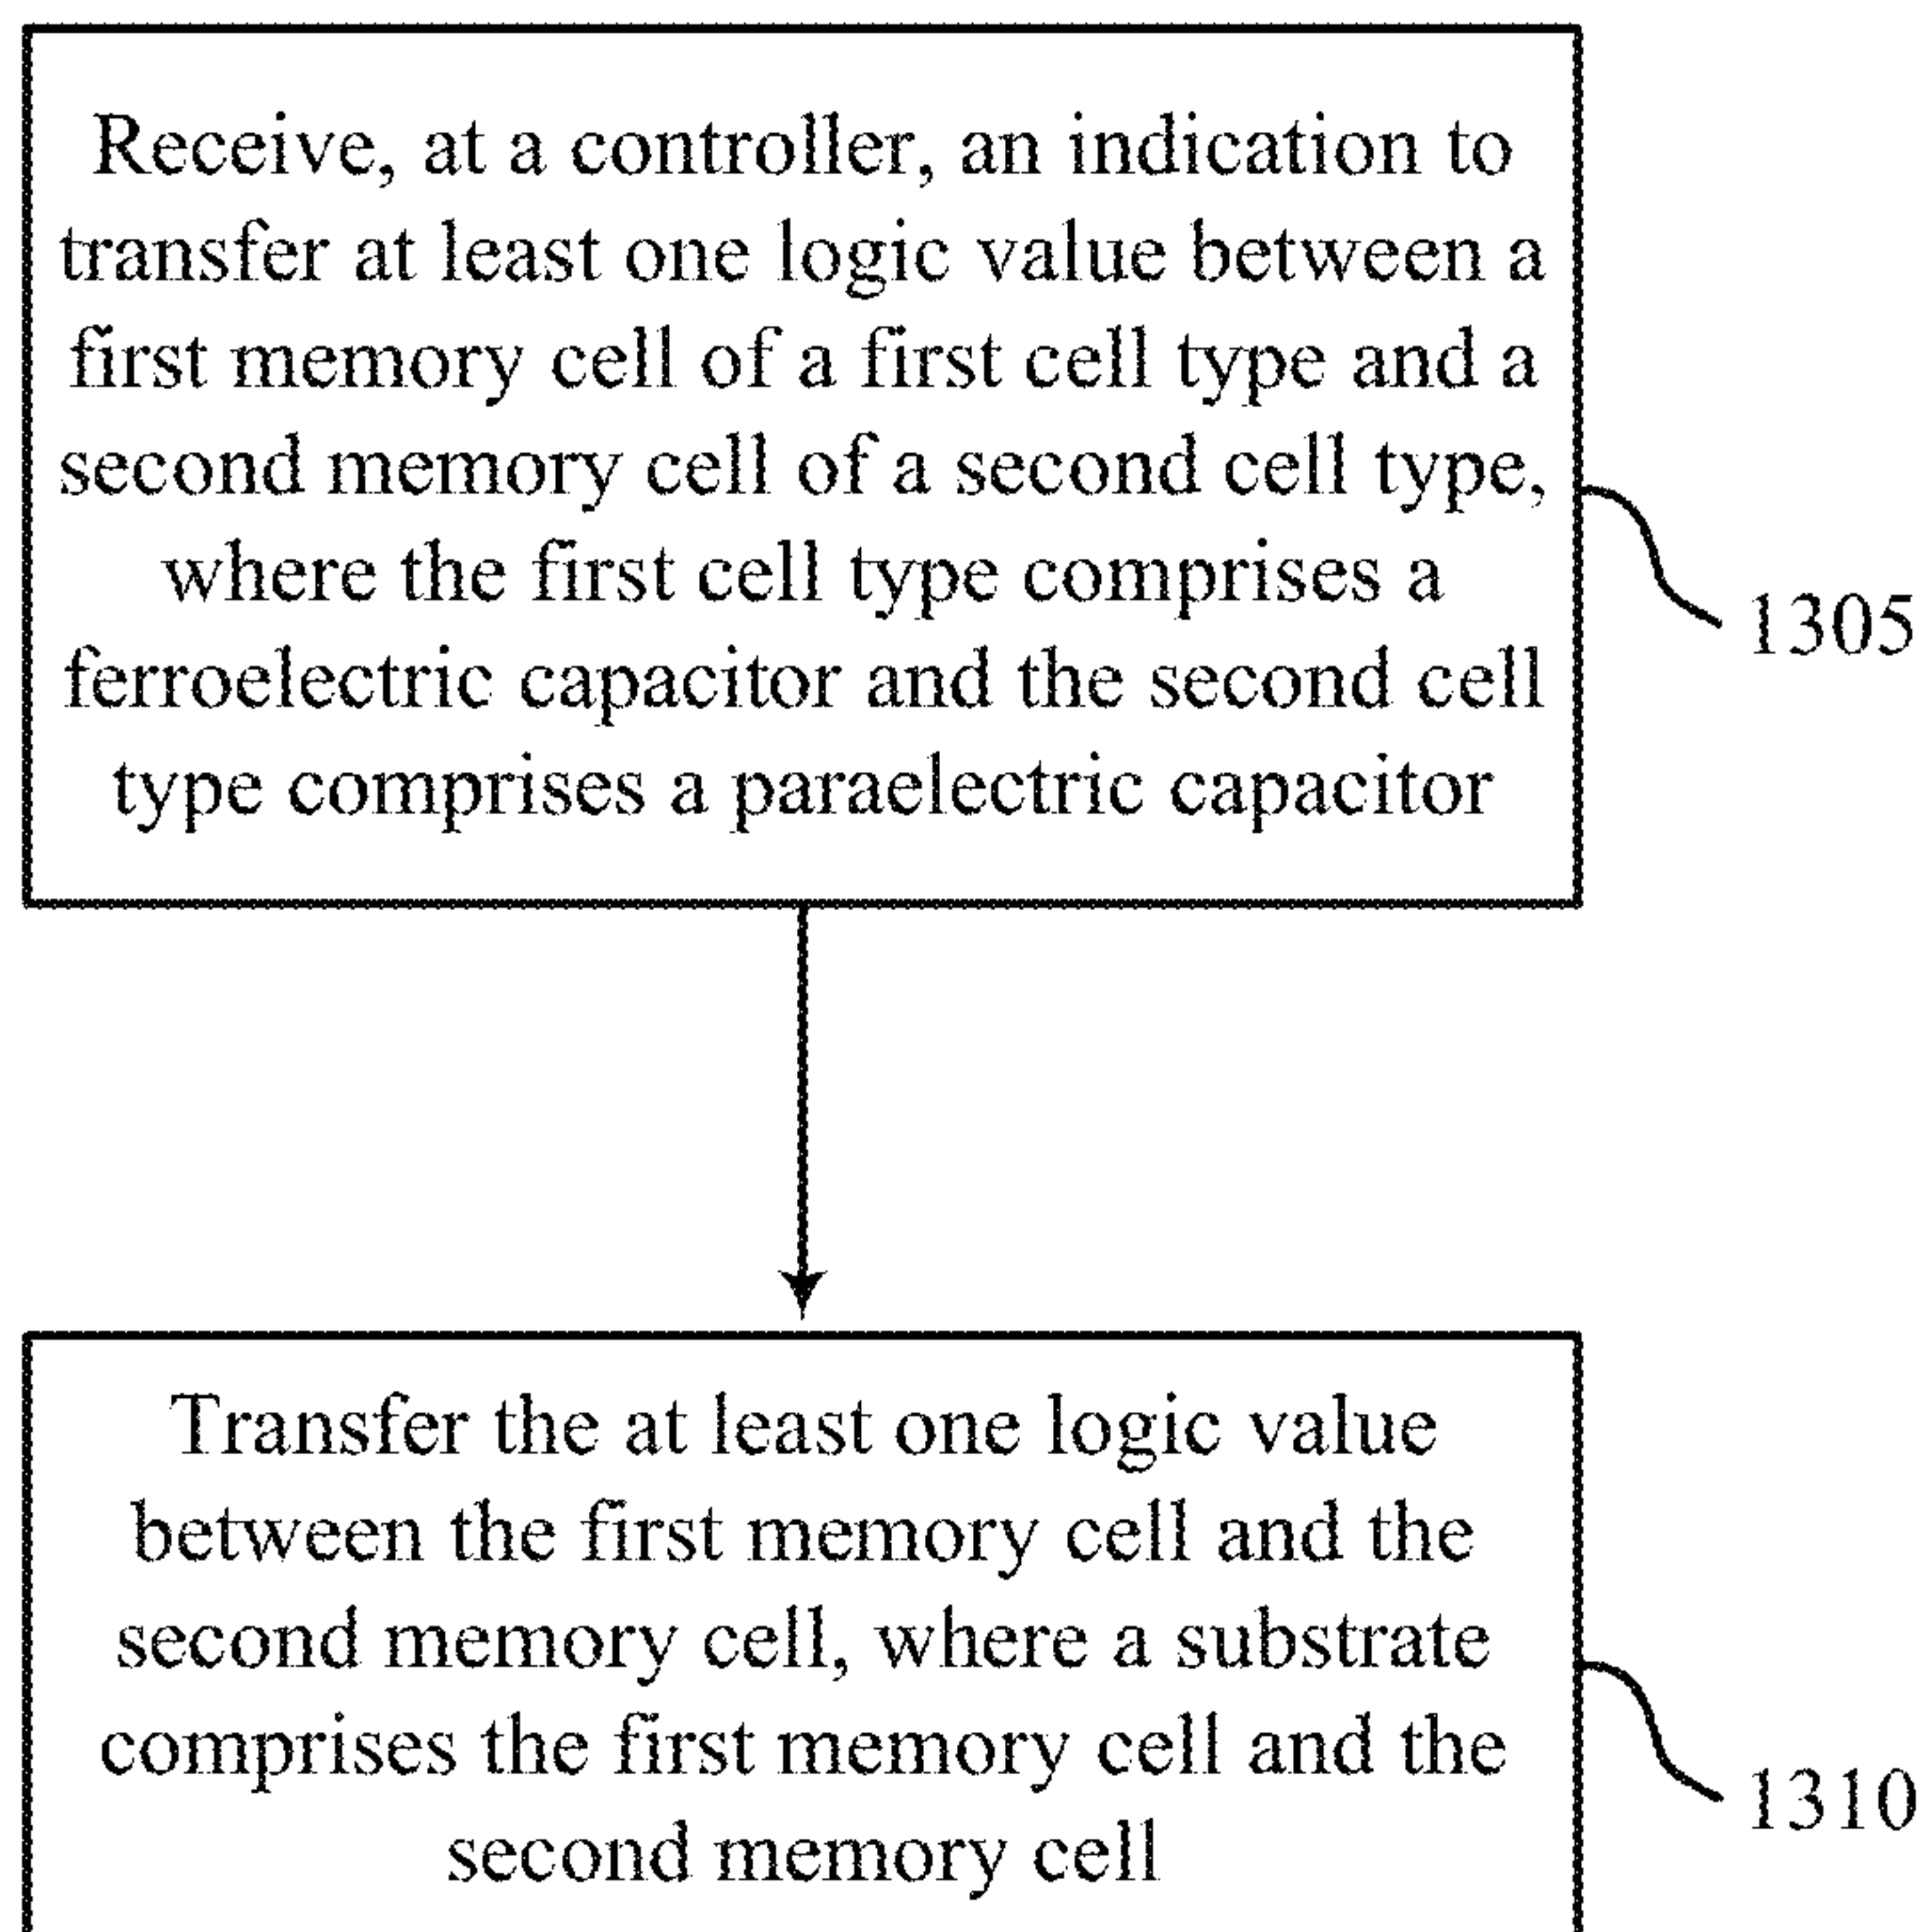 Receive, at a controller, an indication to
transfer at least one logic value between a
first memory cell of a first cell type and a
second memory cell of a second cell type,
where the first cell type comprises a
ferroelectric capacitor and the second cell
type comprises a paraelectric capacitor
1305
Transfer the at least one logic value
between the first memory cell and the
second memory cell, where a substrate
comprises the first memory cell and the
second memory cell
1310